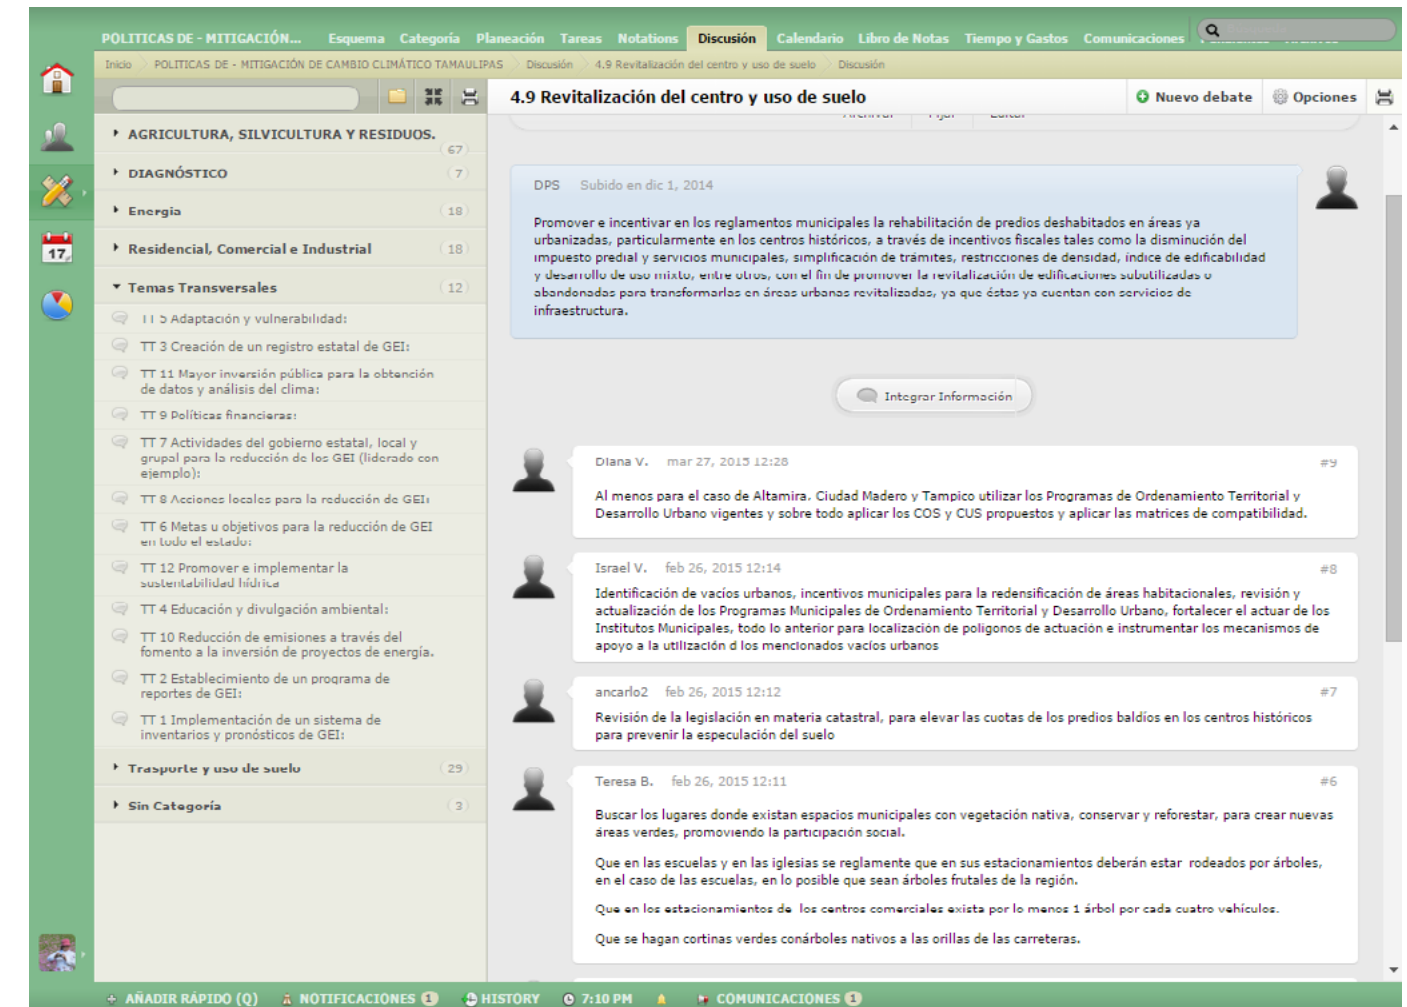 POLITICAS DE - MITIGACIÓN... Esquema Categoría Planeación Tareas Notations Discusión Calendario Libro de Notas Tiempo y Gastos Comunicaciones
Inicio POLITICAS DE - MITIGACIÓN DE CAMBIO CLIMÁTICO TAMAULIPAS Discusión 4.9 Revitalización del centro y uso de suelo Discusión
4.9 Revitalización del centro y uso de suelo Nuevo debate Opciones
Archivar Fijar Editar
AGRICULTURA, SILVICULTURA Y RESIDUOS. 67
DIAGNÓSTICO 7
Energia 18
Residencial, Comercial e Industrial 18
Temas Transversales 12
TT 5 Adaptación y vulnerabilidad:
TT 3 Creación de un registro estatal de GEI:
TT 11 Mayor inversión pública para la obtención
de datos y análisis del clima:
TT 9 Políticas financieras:
TT 7 Actividades del gobierno estatal, local y
grupal para la reducción de los GEI (liderado con
ejemplo):
TT 8 Acciones locales para la reducción de GEI:
TT 6 Metas u objetivos para la reducción de GEI
en todo el estado:
TT 12 Promover e implementar la
sustentabilidad hídrica
TT 4 Educación y divulgación ambiental:
TT 10 Reducción de emisiones a través del
fomento a la inversión de proyectos de energía.
TT 2 Establecimiento de un programa de
reportes de GEI:
TT 1 Implementación de un sistema de
inventarios y pronósticos de GEI:
Trasporte y uso de suelo 29
Sin Categoría 3
17
DPS Subido en dic 1, 2014
Promover e incentivar en los reglamentos municipales la rehabilitación de predios deshabitados en áreas ya
urbanizadas, particularmente en los centros históricos, a través de incentivos fiscales tales como la disminución del
impuesto predial y servicios municipales, simplificación de trámites, restricciones de densidad, índice de edificabilidad
y desarrollo de uso mixto, entre otros, con el fin de promover la revitalización de edificaciones subutilizadas o
abandonadas para transformarlas en áreas urbanas revitalizadas, ya que éstas ya cuentan con servicios de
infraestructura.
Integrar Información
Diana V. mar 27, 2015 12:28 #9
Al menos para el caso de Altamira, Ciudad Madero y Tampico utilizar los Programas de Ordenamiento Territorial y
Desarrollo Urbano vigentes y sobre todo aplicar los COS y CUS propuestos y aplicar las matrices de compatibilidad.
Israel V. feb 26, 2015 12:14 #8
Identificación de vacíos urbanos, incentivos municipales para la redensificación de áreas habitacionales, revisión y
actualización de los Programas Municipales de Ordenamiento Territorial y Desarrollo Urbano, fortalecer el actuar de los
Institutos Municipales, todo lo anterior para localización de poligonos de actuación e instrumentar los mecanismos de
apoyo a la utilización d los mencionados vacíos urbanos
ancarlo2 feb 26, 2015 12:12 #7
Revisión de la legislación en materia catastral, para elevar las cuotas de los predios baldíos en los centros históricos
para prevenir la especulación del suelo
Teresa B. feb 26, 2015 12:11 #6
Buscar los lugares donde existan espacios municipales con vegetación nativa, conservar y reforestar, para crear nuevas
áreas verdes, promoviendo la participación social.
Que en las escuelas y en las iglesias se reglamente que en sus estacionamientos deberán estar rodeados por árboles,
en el caso de las escuelas, en lo posible que sean árboles frutales de la región.
Que en los estacionamientos de los centros comerciales exista por lo menos 1 árbol por cada cuatro vehículos.
Que se hagan cortinas verdes conárboles nativos a las orillas de las carreteras.
AÑADIR RÁPIDO (Q) NOTIFICACIONES 1 HISTORY 7:10 PM COMUNICACIONES 1